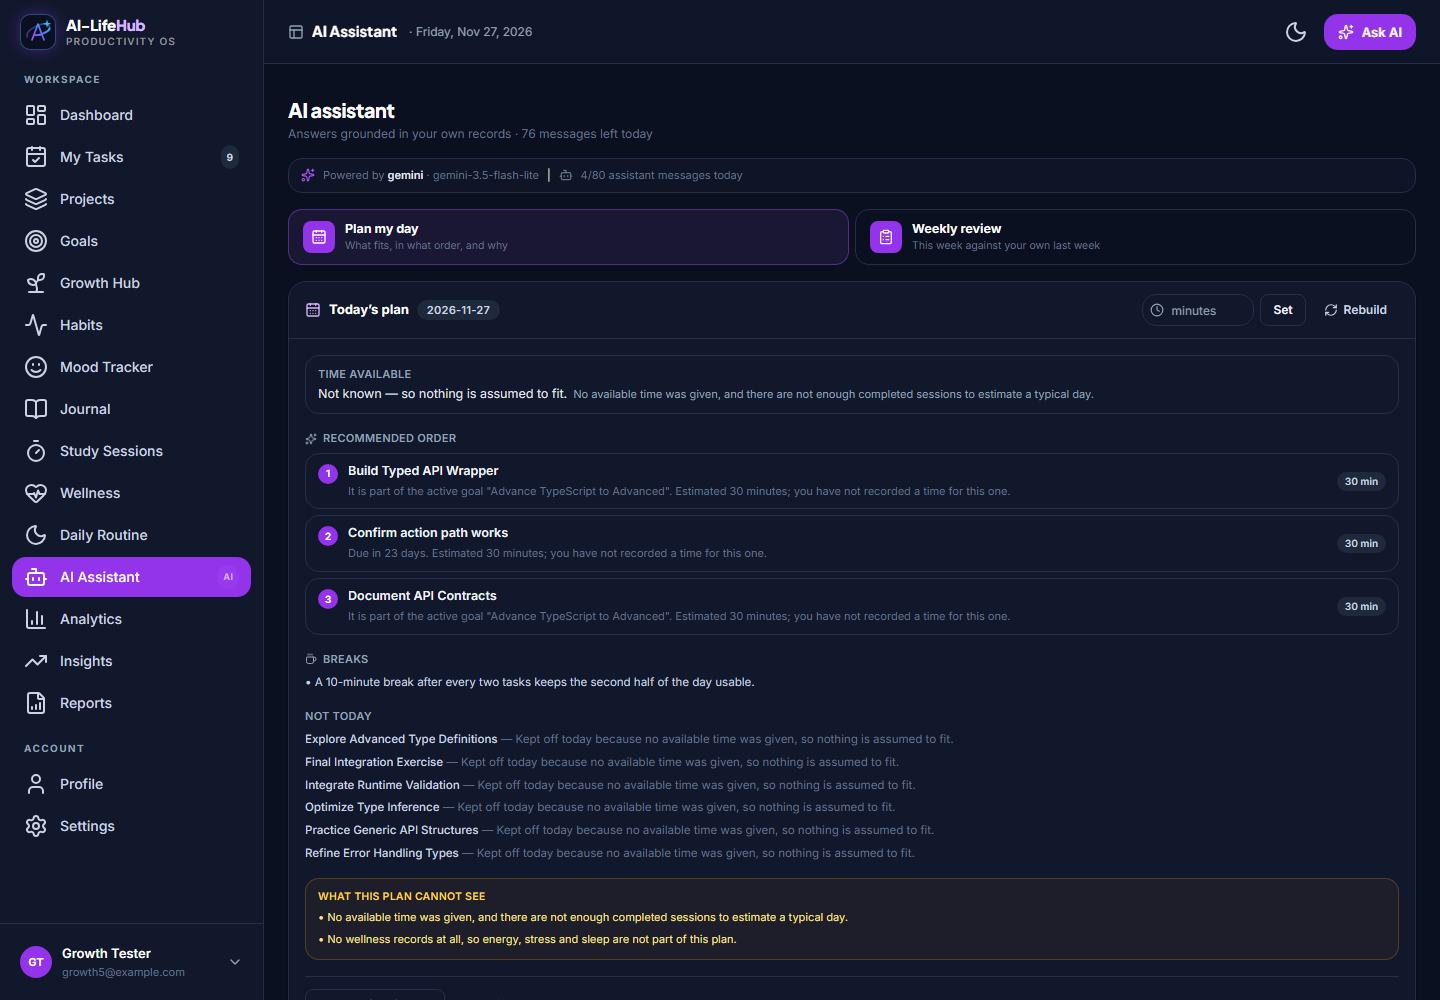 AI-LifeHub
PRODUCTIVITY OS
WORKSPACE
Dashboard
My Tasks 9
Projects
Goals
Growth Hub
Habits
Mood Tracker
Journal
Study Sessions
Wellness
Daily Routine
AI Assistant AI
Analytics
Insights
Reports
ACCOUNT
Profile
Settings
GT
Growth Tester
growth5@example.com
AI Assistant · Friday, Nov 27, 2026
Ask AI
AI assistant
Answers grounded in your own records · 76 messages left today
Powered by gemini · gemini-3.5-flash-lite | 4/80 assistant messages today
Plan my day
What fits, in what order, and why
Weekly review
This week against your own last week
Today's plan 2026-11-27
minutes Set Rebuild
TIME AVAILABLE
Not known — so nothing is assumed to fit. No available time was given, and there are not enough completed sessions to estimate a typical day.
RECOMMENDED ORDER
1 Build Typed API Wrapper
It is part of the active goal "Advance TypeScript to Advanced". Estimated 30 minutes; you have not recorded a time for this one.
30 min
2 Confirm action path works
Due in 23 days. Estimated 30 minutes; you have not recorded a time for this one.
30 min
3 Document API Contracts
It is part of the active goal "Advance TypeScript to Advanced". Estimated 30 minutes; you have not recorded a time for this one.
30 min
BREAKS
• A 10-minute break after every two tasks keeps the second half of the day usable.
NOT TODAY
Explore Advanced Type Definitions — Kept off today because no available time was given, so nothing is assumed to fit.
Final Integration Exercise — Kept off today because no available time was given, so nothing is assumed to fit.
Integrate Runtime Validation — Kept off today because no available time was given, so nothing is assumed to fit.
Optimize Type Inference — Kept off today because no available time was given, so nothing is assumed to fit.
Practice Generic API Structures — Kept off today because no available time was given, so nothing is assumed to fit.
Refine Error Handling Types — Kept off today because no available time was given, so nothing is assumed to fit.
WHAT THIS PLAN CANNOT SEE
• No available time was given, and there are not enough completed sessions to estimate a typical day.
• No wellness records at all, so energy, stress and sleep are not part of this plan.